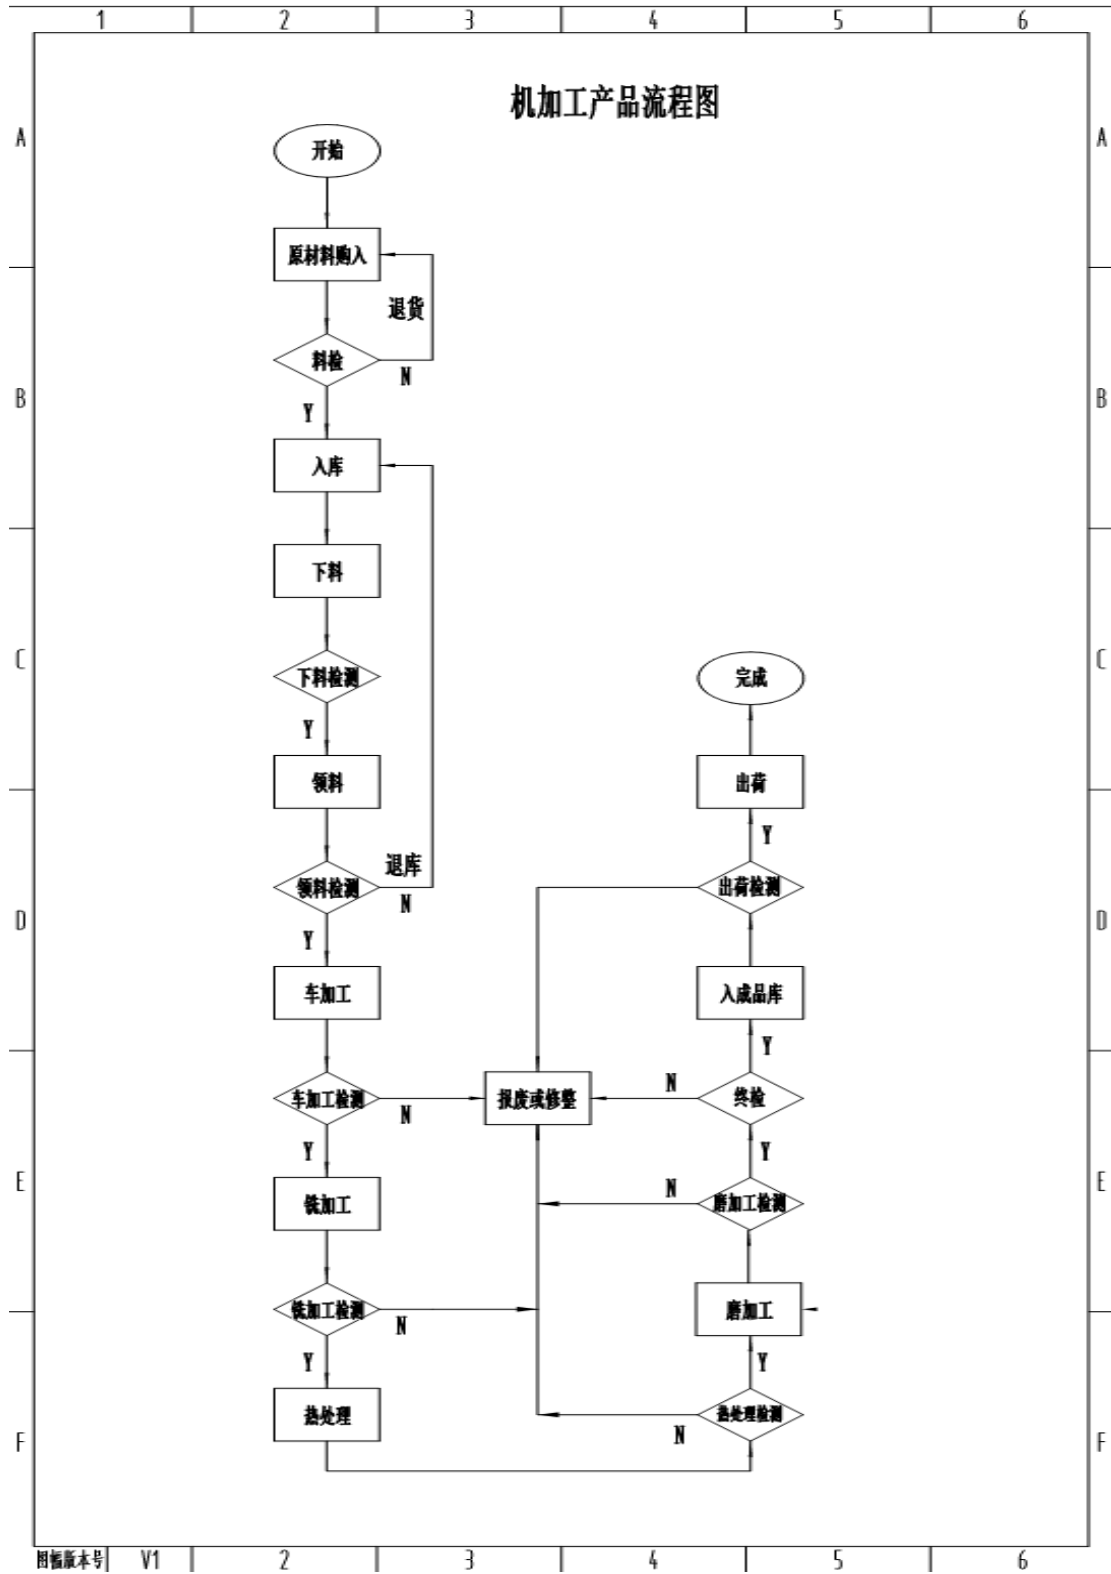 1 2 3 4 5 6
机加工产品流程图
A A
开始
原材料购入
退货
料检
N
B B
Y
入库
下料
C C
下料检测
完成
Y
领料
出荷
Y
退库
领料检测
出荷检测
N
D D
Y
车加工
入成品库
Y
车加工检测
N
报废或修整
N
终检
Y
Y
E E
铣加工
N
磨加工检测
铣加工检测
N
磨加工
Y
Y
热处理
热处理检测
N
F F
图幅版本号 V1 2 3 4 5 6